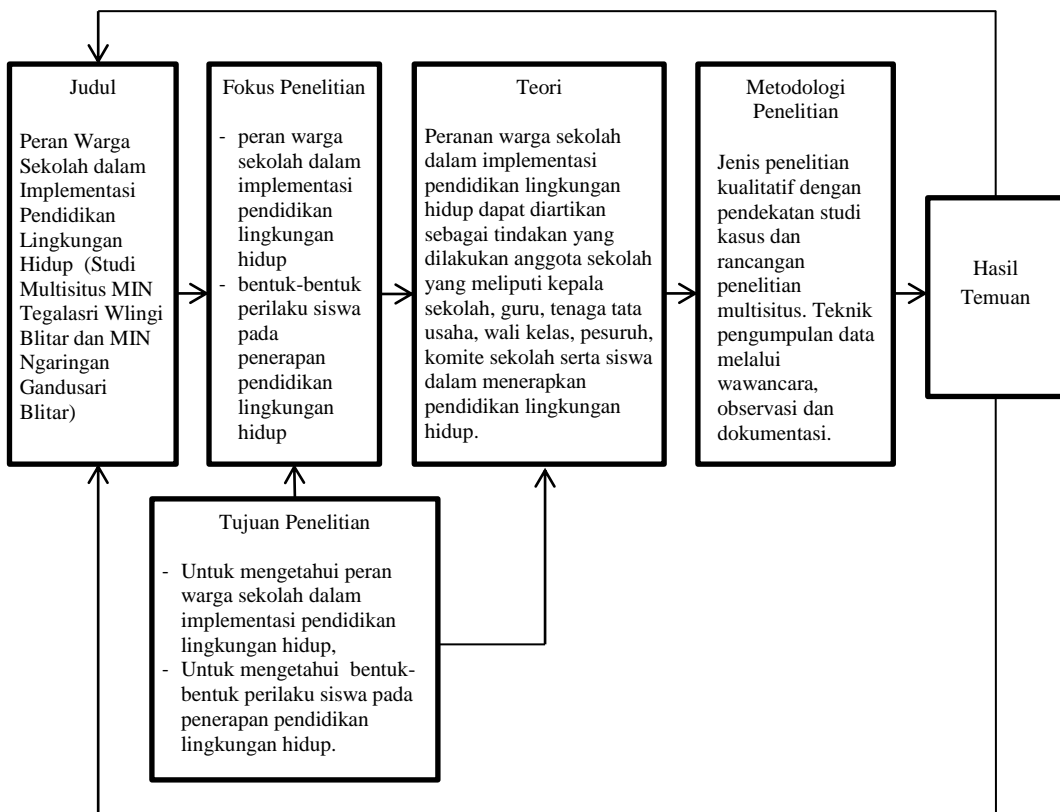 Judul
Peran Warga
Sekolah dalam
Implementasi
Pendidikan
Lingkungan
Hidup (Studi
Multisitus MIN
Tegalasri Wlingi
Blitar dan MIN
Ngaringan
Gandusari
Blitar)
Fokus Penelitian
- peran warga
sekolah dalam
implementasi
pendidikan
lingkungan
hidup
- bentuk-bentuk
perilaku siswa
pada
penerapan
pendidikan
lingkungan
hidup
Teori
Peranan warga sekolah
dalam implementasi
pendidikan lingkungan
hidup dapat diartikan
sebagai tindakan yang
dilakukan anggota sekolah
yang meliputi kepala
sekolah, guru, tenaga tata
usaha, wali kelas, pesuruh,
komite sekolah serta siswa
dalam menerapkan
pendidikan lingkungan
hidup.
Metodologi
Penelitian
Jenis penelitian
kualitatif dengan
pendekatan studi
kasus dan
rancangan
penelitian
multisitus. Teknik
pengumpulan data
melalui
wawancara,
observasi dan
dokumentasi.
Hasil
Temuan
Tujuan Penelitian
- Untuk mengetahui peran
warga sekolah dalam
implementasi pendidikan
lingkungan hidup,
- Untuk mengetahui bentuk-
bentuk perilaku siswa pada
penerapan pendidikan
lingkungan hidup.